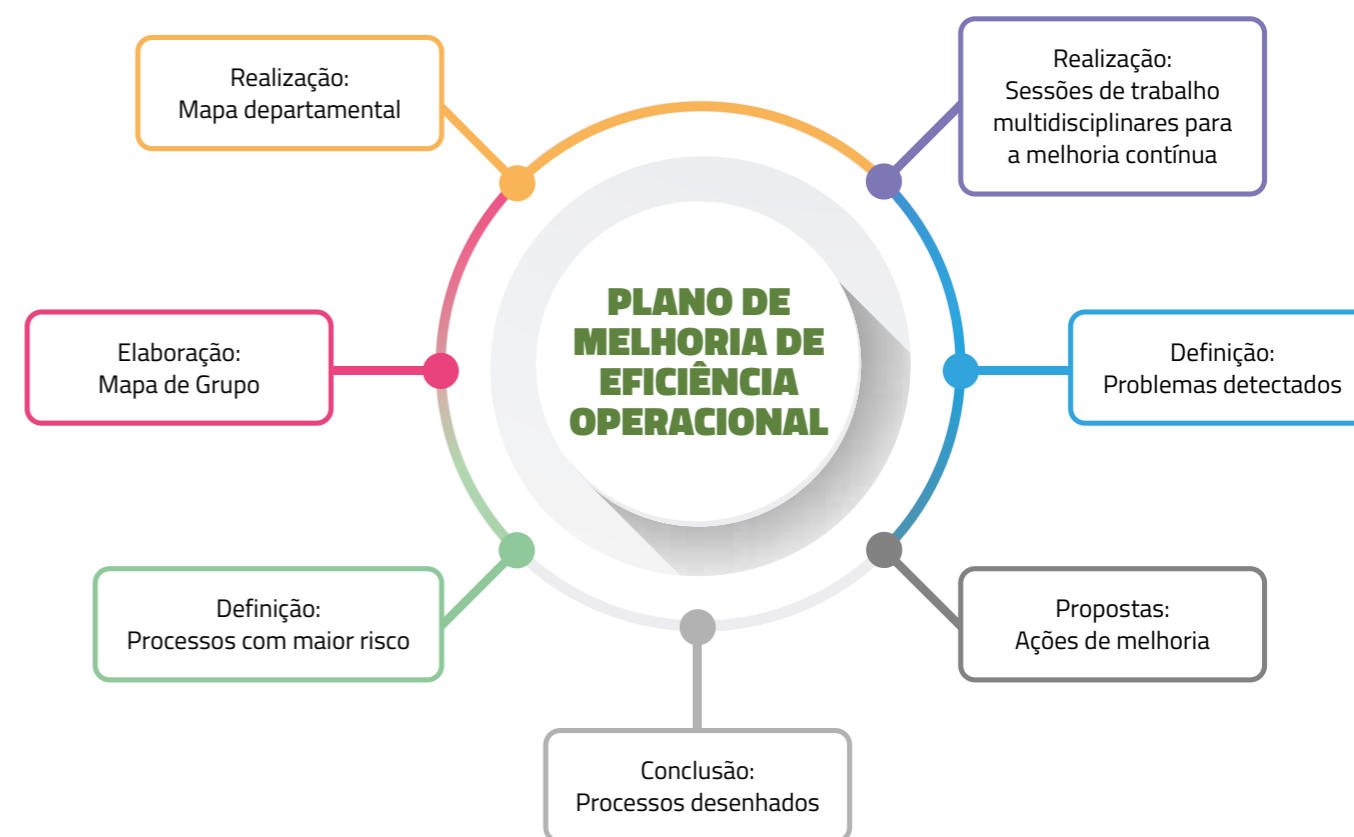 Realização:
Mapa departamental
Realização:
Sessões de trabalho
multidisciplinares para
a melhoria contínua
PLANO DE
MELHORIA DE
EFICIÊNCIA
OPERACIONAL
Elaboração:
Mapa de Grupo
Definição:
Problemas detectados
Definição:
Processos com maior risco
Propostas:
Ações de melhoria
Conclusão:
Processos desenhados